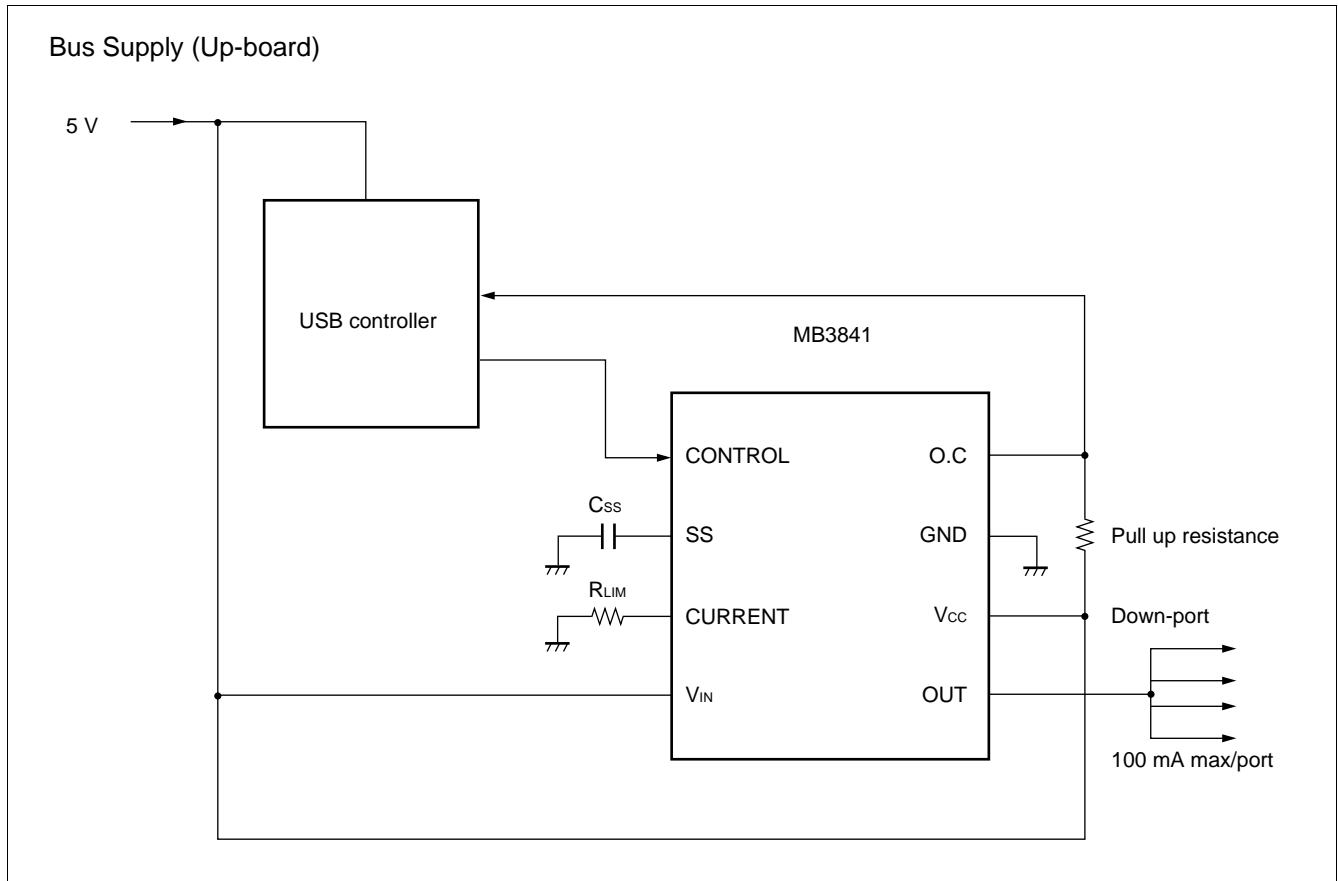 Bus Supply (Up-board)
5 V
USB controller
MB3841
CONTROL
O.C
CSS
SS
GND
Pull up resistance
RLIM
CURRENT
VCC
Down-port
VIN
OUT
100 mA max/port